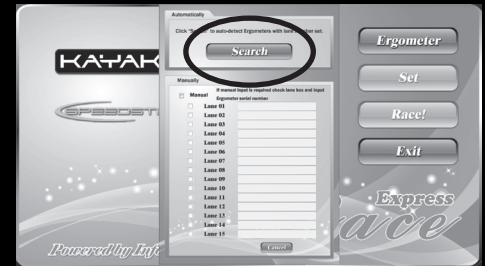 Automatically
Click "Search" to auto-detect Ergometers with lane number set.
Search
Manually
Manual
If manual input is required check lane box and input
Ergometer serial number
Lane 01
Lane 02
Lane 03
Lane 04
Lane 05
Lane 06
Lane 07
Lane 08
Lane 09
Lane 10
Lane 11
Lane 12
Lane 13
Lane 14
Lane 15
Cancel
KAYAK
Ergometer
Set
Race!
Exit
Express
Powered by